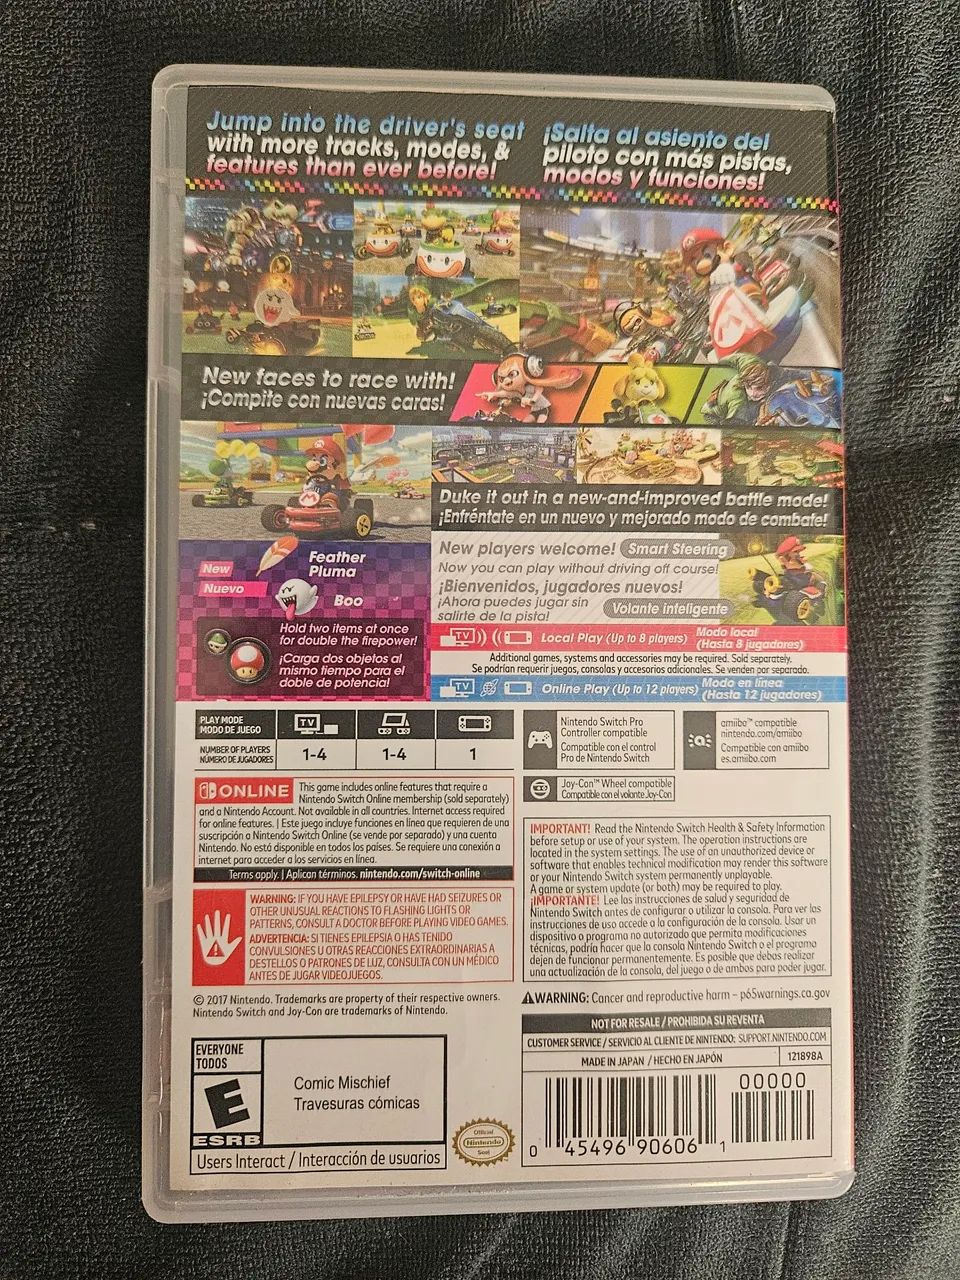 Jump into the driver's seat
with more tracks, modes, &
features than ever before!
¡Salta al asiento del
piloto con más pistas,
modos y funciones!
New faces to race with!
¡Compite con nuevas caras!
Duke it out in a new-and-improved battle mode!
¡Enfréntate en un nuevo y mejorado modo de combate!
New
Nuevo
Feather
Pluma
Boo
Hold two items at once
for double the firepower!
¡Carga dos objetos al
mismo tiempo para el
doble de potencia!
New players welcome! Smart Steering
Now you can play without driving off course!
¡Bienvenidos, jugadores nuevos!
¡Ahora puedes jugar sin
salirte de la pista! Volante inteligente
TV Local Play (Up to 8 players) Modo local
(Hasta 8 jugadores)
Additional games, systems and accessories may be required. Sold separately.
Se podrían requerir juegos, consolas y accesorios adicionales. Se venden por separado.
TV Online Play (Up to 12 players) Modo en línea
(Hasta 12 jugadores)
PLAY MODE
MODO DE JUEGO
TV
NUMBER OF PLAYERS
NÚMERO DE JUGADORES
1-4 1-4 1
Nintendo Switch Pro
Controller compatible
Compatible con el control
Pro de Nintendo Switch
amiibo™ compatible
nintendo.com/amiibo
Compatible con amiibo
es.amiibo.com
Joy-Con™ Wheel compatible
Compatible con el volante Joy-Con
ONLINE This game includes online features that require a
Nintendo Switch Online membership (sold separately)
and a Nintendo Account. Not available in all countries. Internet access required
for online features. | Este juego incluye funciones en línea que requieren de una
suscripción a Nintendo Switch Online (se vende por separado) y una cuenta
Nintendo. No está disponible en todos los países. Se requiere una conexión a
internet para acceder a los servicios en línea.
Terms apply. | Aplican términos. nintendo.com/switch-online
WARNING: IF YOU HAVE EPILEPSY OR HAVE HAD SEIZURES OR
OTHER UNUSUAL REACTIONS TO FLASHING LIGHTS OR
PATTERNS, CONSULT A DOCTOR BEFORE PLAYING VIDEO GAMES.
ADVERTENCIA: SI TIENES EPILEPSIA O HAS TENIDO
CONVULSIONES U OTRAS REACCIONES EXTRAORDINARIAS A
DESTELLOS O PATRONES DE LUZ, CONSULTA CON UN MÉDICO
ANTES DE JUGAR VIDEOJUEGOS.
© 2017 Nintendo. Trademarks are property of their respective owners.
Nintendo Switch and Joy-Con are trademarks of Nintendo.
IMPORTANT! Read the Nintendo Switch Health & Safety Information
before setup or use of your system. The operation instructions are
located in the system settings. The use of an unauthorized device or
software that enables technical modification may render this software
or your Nintendo Switch system permanently unplayable.
A game or system update (or both) may be required to play.
¡IMPORTANTE! Lee las instrucciones de salud y seguridad de
Nintendo Switch antes de configurar o utilizar la consola. Para ver las
instrucciones de uso accede a la configuración de la consola. Usar un
dispositivo o programa no autorizado que permita modificaciones
técnicas, podría hacer que la consola Nintendo Switch o el programa
dejen de funcionar permanentemente. Es posible que debas realizar
una actualización de la consola, del juego o de ambos para poder jugar.
WARNING: Cancer and reproductive harm – p65warnings.ca.gov
NOT FOR RESALE / PROHIBIDA SU REVENTA
CUSTOMER SERVICE / SERVICIO AL CLIENTE DE NINTENDO: SUPPORT.NINTENDO.COM
MADE IN JAPAN / HECHO EN JAPÓN
121898A
EVERYONE
TODOS
E
ESRB
Comic Mischief
Travesuras cómicas
Users Interact / Interacción de usuarios
Official
Nintendo
Seal
00000
0 45496 90606 1